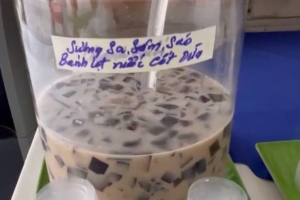 Sương Sa, Sâm, Sáo
Bánh lọt nước cốt Dừa